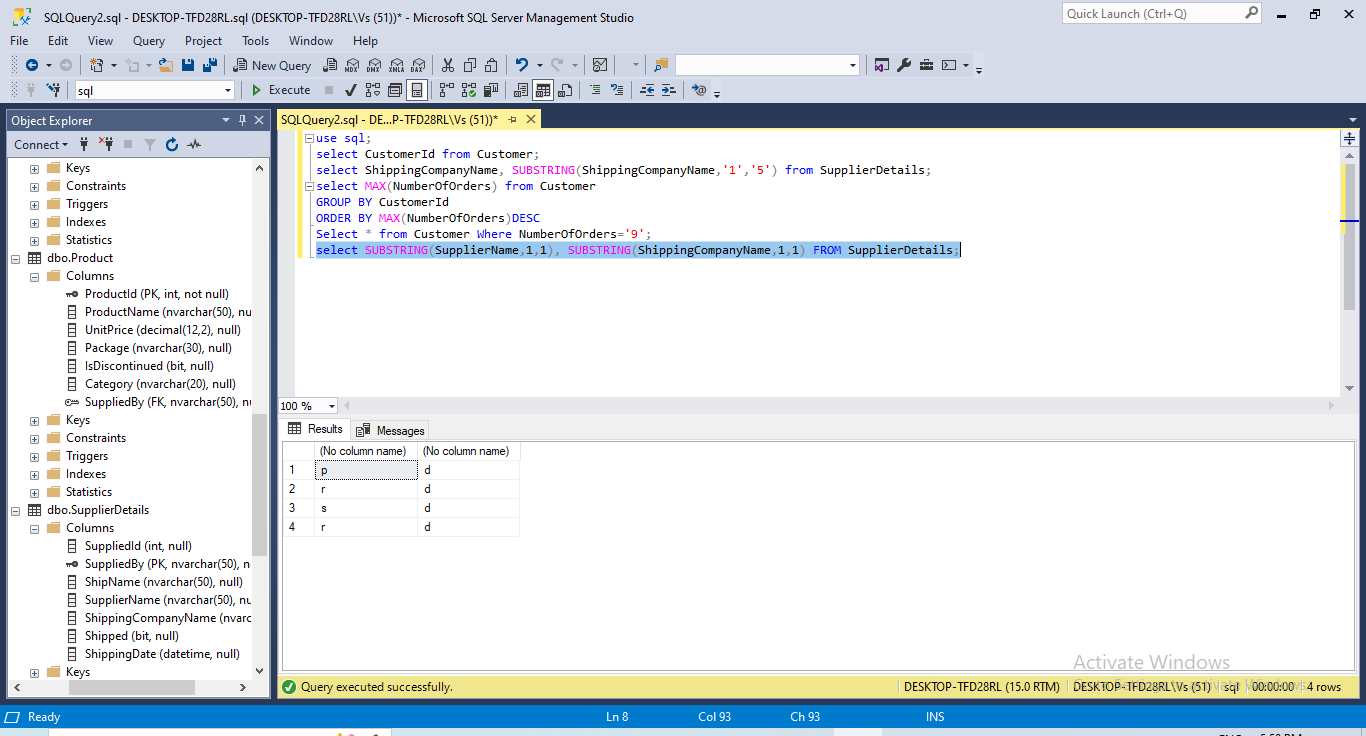 SQLQuery2.sql - DESKTOP-TFD28RL.sql (DESKTOP-TFD28RL\Vs (51))* - Microsoft SQL Server Management Studio
Quick Launch (Ctrl+Q)
File Edit View Query Project Tools Window Help
New Query MDX DMX XMLA DAX
sql Execute
Object Explorer
SQLQuery2.sql - DE...P-TFD28RL\Vs (51))*
Connect
Keys
Constraints
Triggers
Indexes
Statistics
dbo.Product
Columns
ProductId (PK, int, not null)
ProductName (nvarchar(50), nu
UnitPrice (decimal(12,2), null)
Package (nvarchar(30), null)
IsDiscontinued (bit, null)
Category (nvarchar(20), null)
SuppliedBy (FK, nvarchar(50), n
Keys
Constraints
Triggers
Indexes
Statistics
dbo.SupplierDetails
Columns
SuppliedId (int, null)
SuppliedBy (PK, nvarchar(50), n
ShipName (nvarchar(50), null)
SupplierName (nvarchar(50), nu
ShippingCompanyName (nvarc
Shipped (bit, null)
ShippingDate (datetime, null)
Keys
use sql;
select CustomerId from Customer;
select ShippingCompanyName, SUBSTRING(ShippingCompanyName,'1','5') from SupplierDetails;
select MAX(NumberOfOrders) from Customer
GROUP BY CustomerId
ORDER BY MAX(NumberOfOrders)DESC
Select * from Customer Where NumberOfOrders='9';
select SUBSTRING(SupplierName,1,1), SUBSTRING(ShippingCompanyName,1,1) FROM SupplierDetails;
100 %
Results Messages
(No column name) (No column name)
1 p d
2 r d
3 s d
4 r d
Activate Windows
Query executed successfully.
DESKTOP-TFD28RL (15.0 RTM) DESKTOP-TFD28RL\Vs (51) sql 00:00:00 4 rows
Ready Ln 8 Col 93 Ch 93 INS